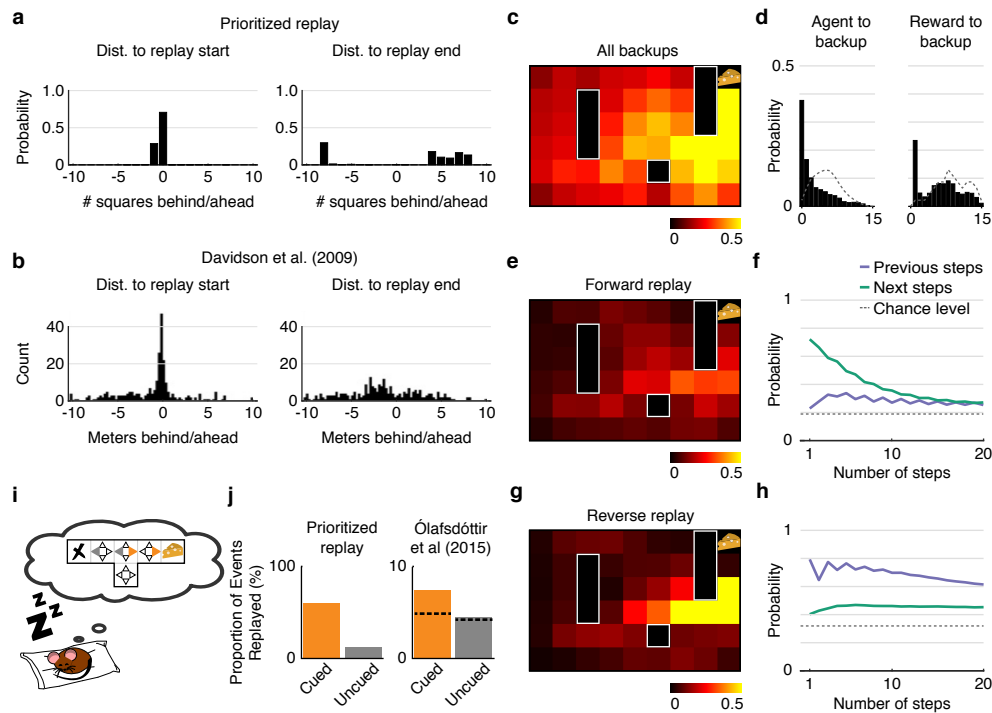 a
Prioritized replay
Dist. to replay start
Dist. to replay end
Probability
1.0
0.5
0
-10
-5
0
5
10
# squares behind/ahead
1.0
0.5
0
-10
-5
0
5
10
# squares behind/ahead
b
Davidson et al. (2009)
Dist. to replay start
Dist. to replay end
Count
40
20
0
-10
-5
0
5
10
Meters behind/ahead
40
20
0
-10
-5
0
5
10
Meters behind/ahead
c
All backups
0
0.5
d
Agent to
backup
Reward to
backup
Probability
0.5
0
0
15
0
15
e
Forward replay
0
0.5
f
Previous steps
Next steps
Chance level
Probability
1
0
1
10
20
Number of steps
g
Reverse replay
0
0.5
h
Probability
1
0
1
10
20
Number of steps
i
z
z
z
Z
j
Prioritized
replay
Ólafsdóttir
et al (2015)
Proportion of Events
Replayed (%)
100
0
Cued
Uncued
10
0
Cued
Uncued